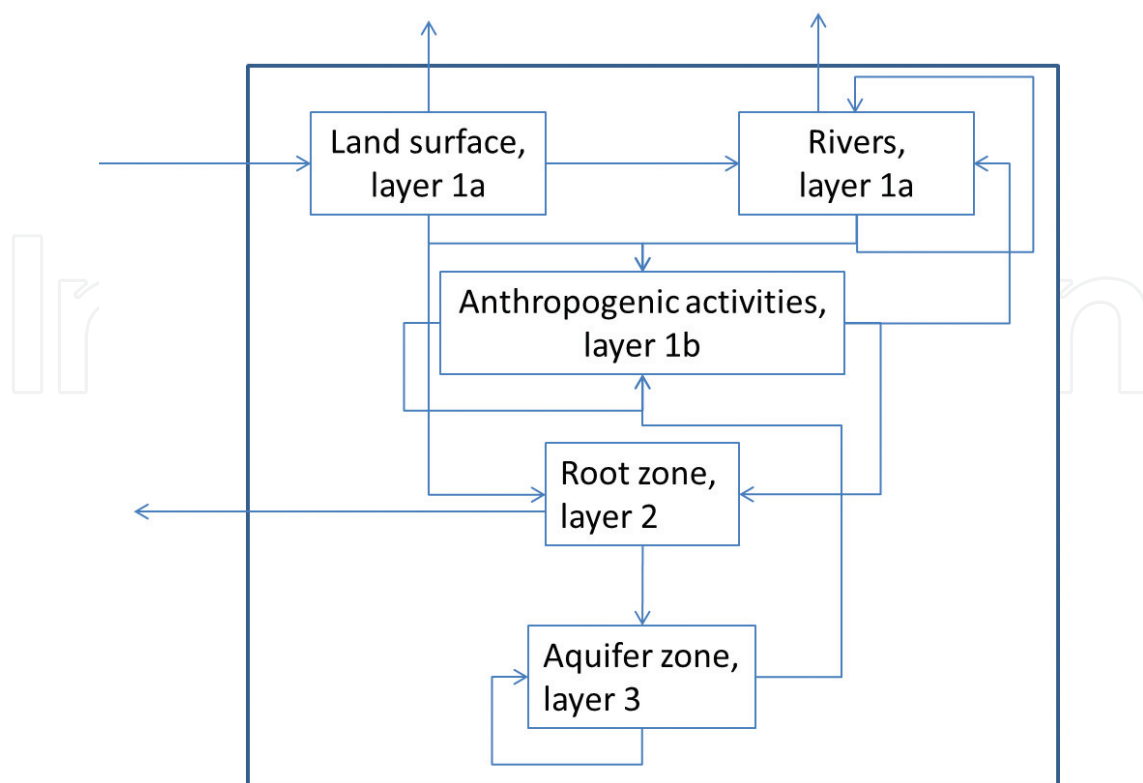 Land surface,
layer 1a
Rivers,
layer 1a
Anthropogenic activities,
layer 1b
Root zone,
layer 2
Aquifer zone,
layer 3